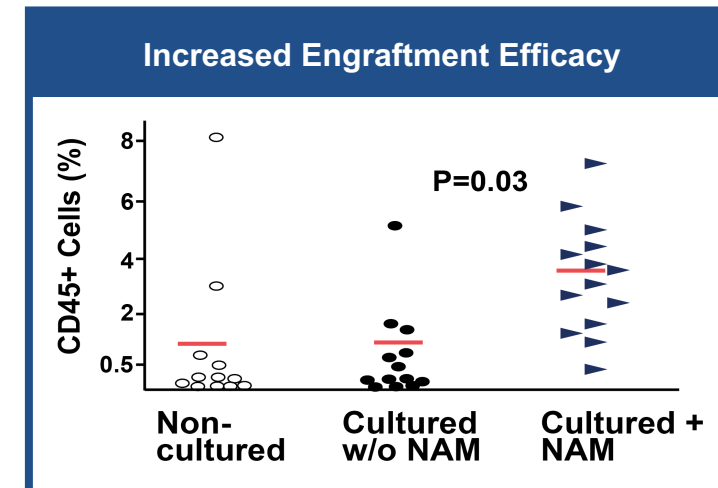 Increased Engraftment Efficacy
CD45+ Cells (%)
8
6
4
2
0.5
P=0.03
Non-
cultured
Cultured
w/o NAM
Cultured +
NAM